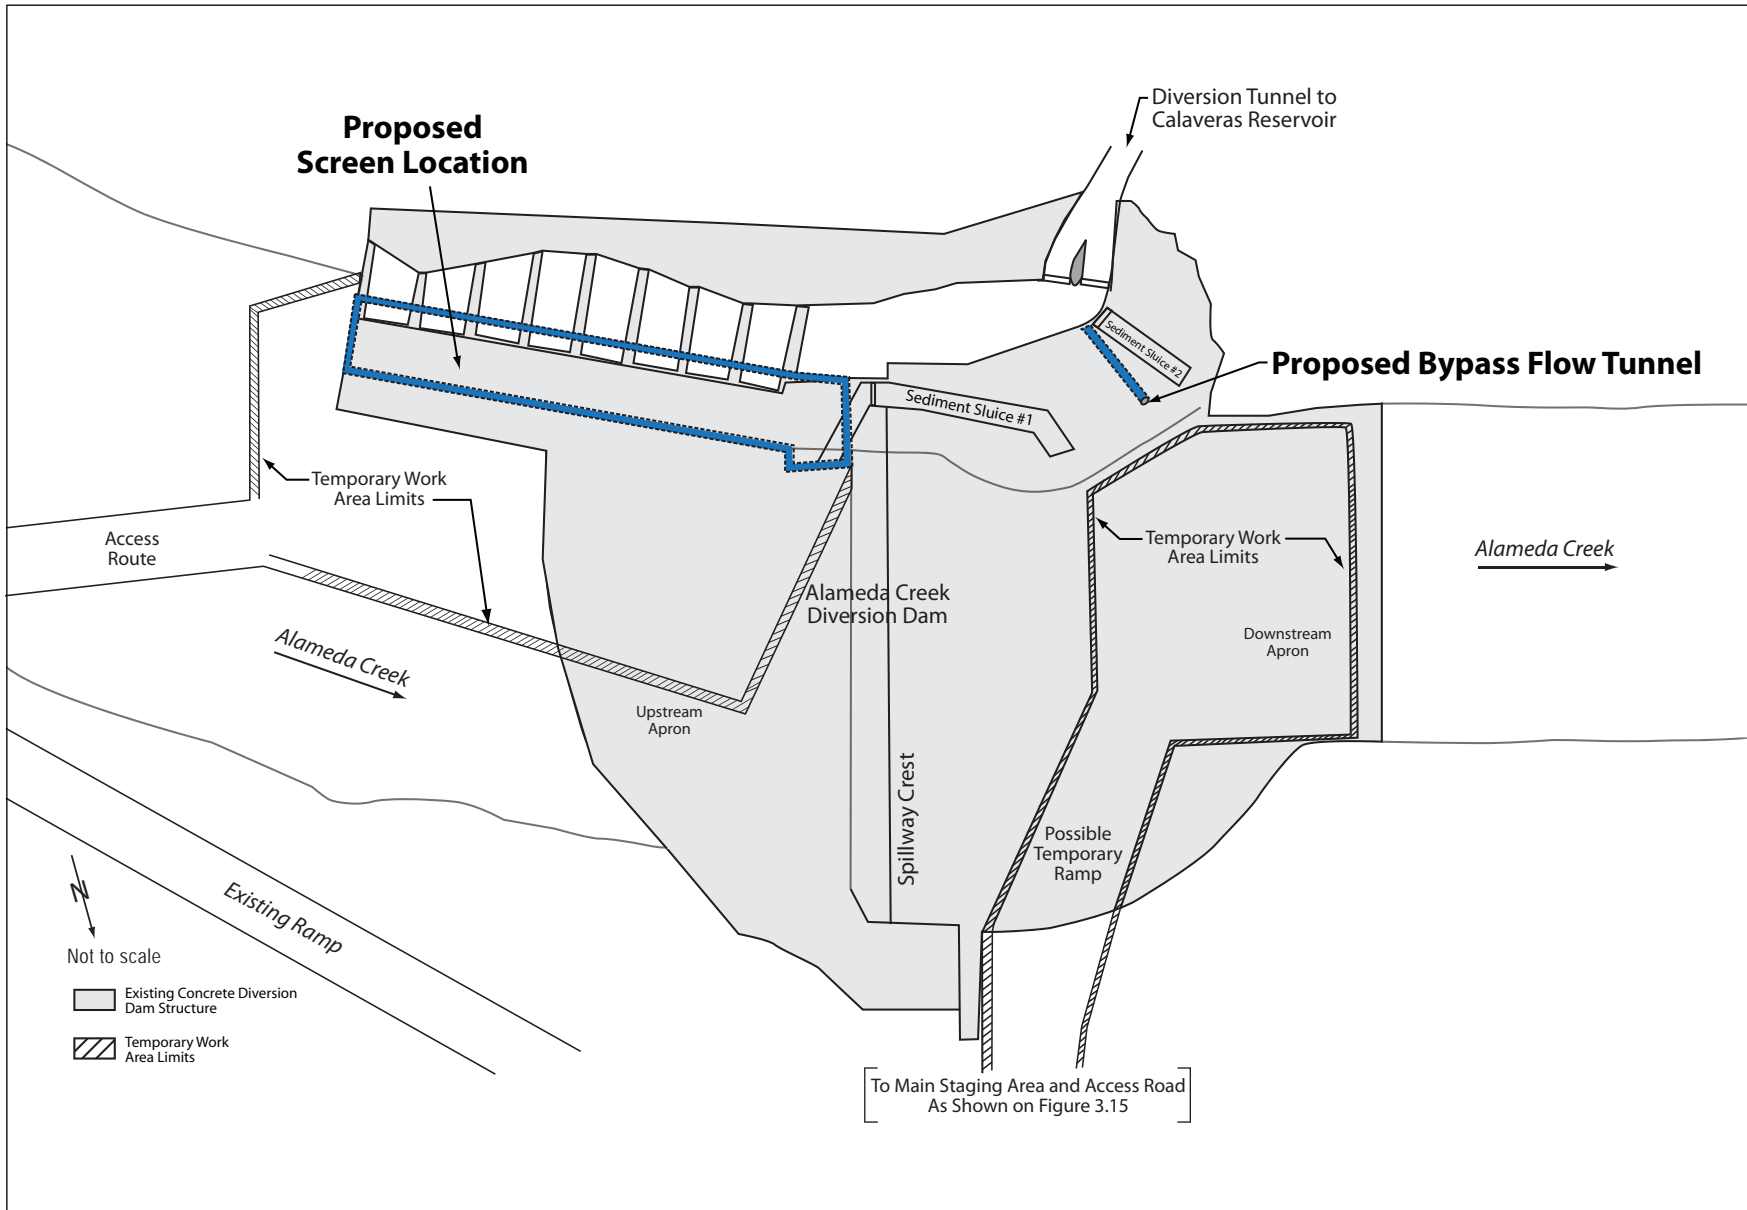 Diversion Tunnel to
Calaveras Reservoir
Proposed
Screen Location
Sediment Sluice #2
Proposed Bypass Flow Tunnel
Sediment Sluice #1
Temporary Work
Area Limits
Access
Route
Temporary Work
Area Limits
Alameda Creek
Alameda Creek
Diversion Dam
Downstream
Apron
Alameda Creek
Upstream
Apron
Spillway Crest
Possible
Temporary
Ramp
Existing Ramp
N
Not to scale
Existing Concrete Diversion
Dam Structure
Temporary Work
Area Limits
To Main Staging Area and Access Road
As Shown on Figure 3.15